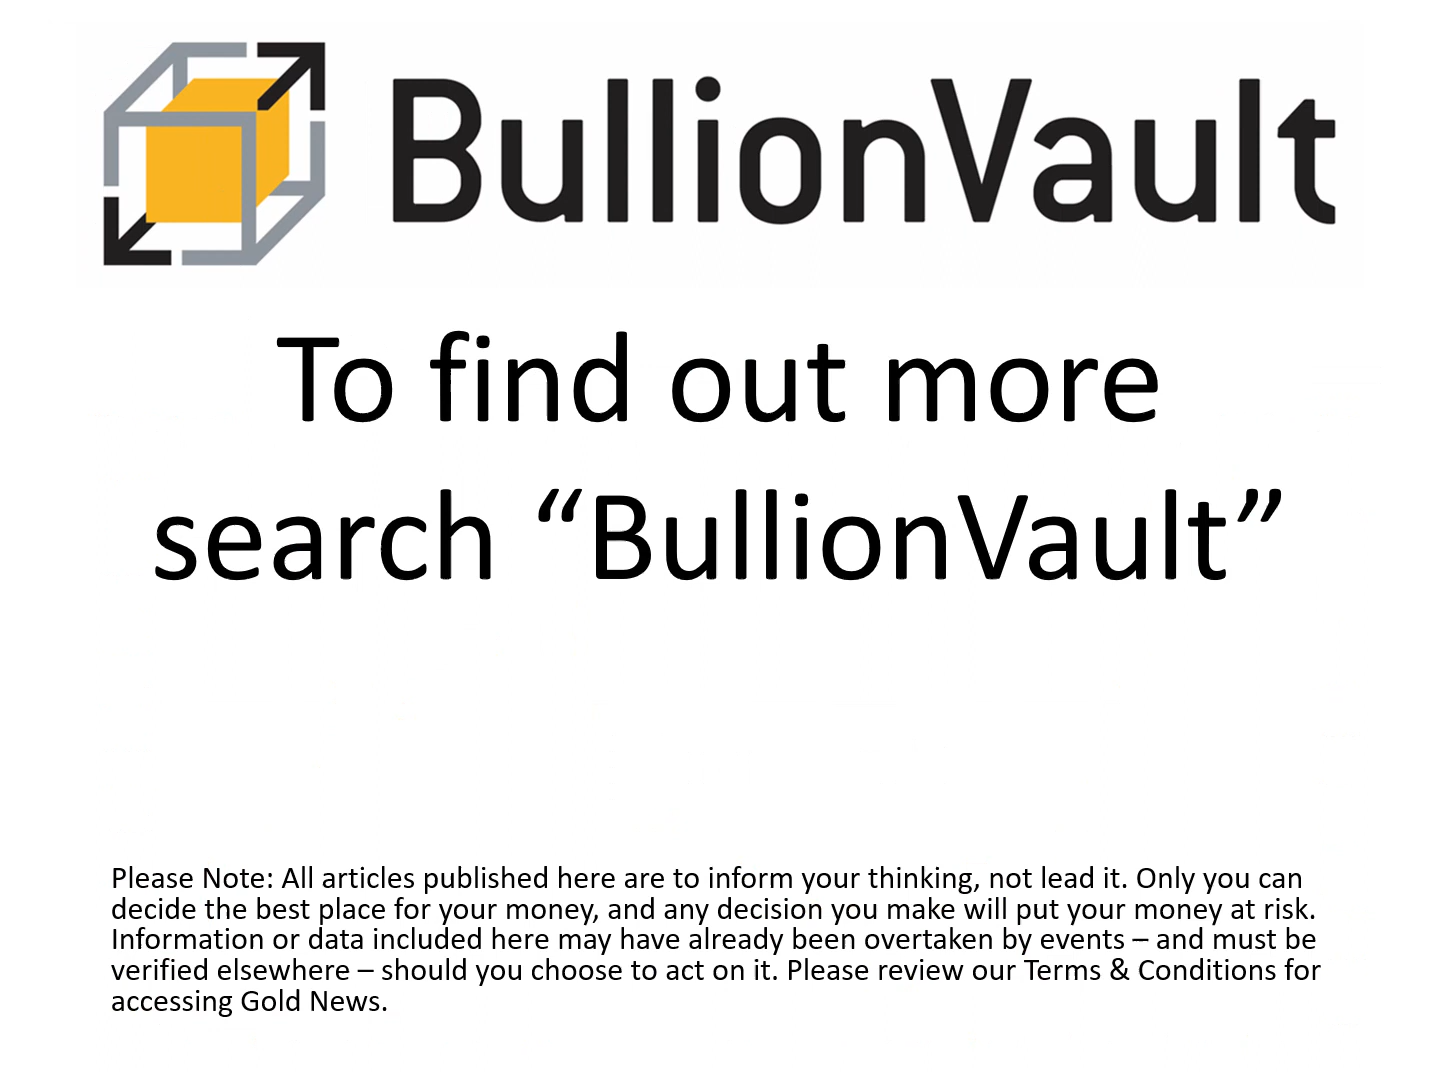 BullionVault
To find out more
search “BullionVault”
Please Note: All articles published here are to inform your thinking, not lead it. Only you can
decide the best place for your money, and any decision you make will put your money at risk.
Information or data included here may have already been overtaken by events – and must be
verified elsewhere – should you choose to act on it. Please review our Terms & Conditions for
accessing Gold News.